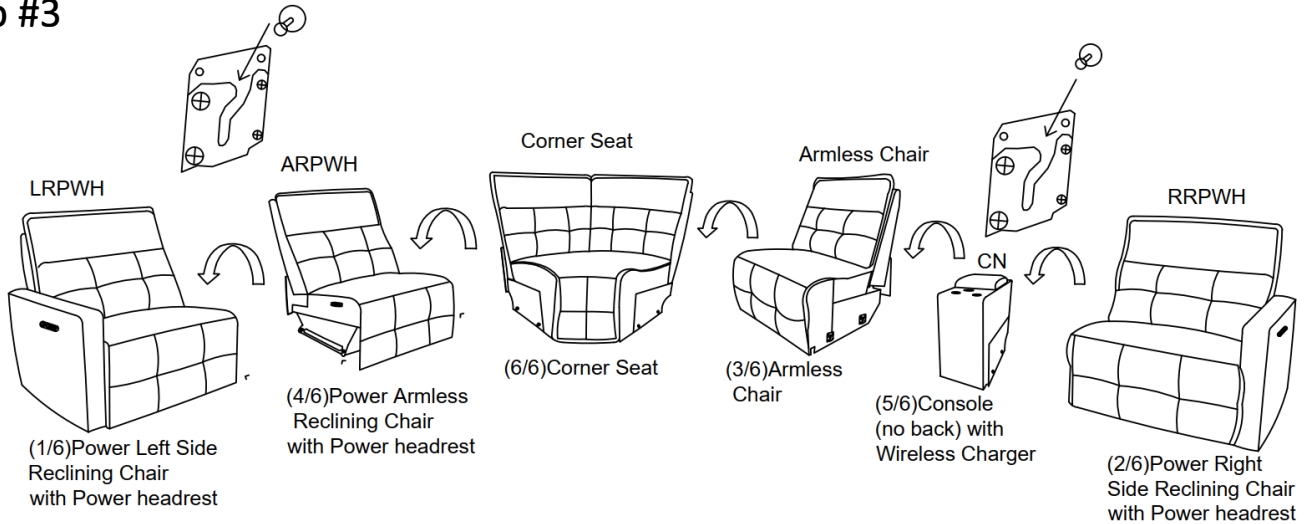 #3
LRPWH
ARPWH
Corner Seat
Armless Chair
CN
RRPWH
(1/6)Power Left Side
Reclining Chair
with Power headrest
(4/6)Power Armless
Reclining Chair
with Power headrest
(6/6)Corner Seat
(3/6)Armless
Chair
(5/6)Console
(no back) with
Wireless Charger
(2/6)Power Right
Side Reclining Chair
with Power headrest